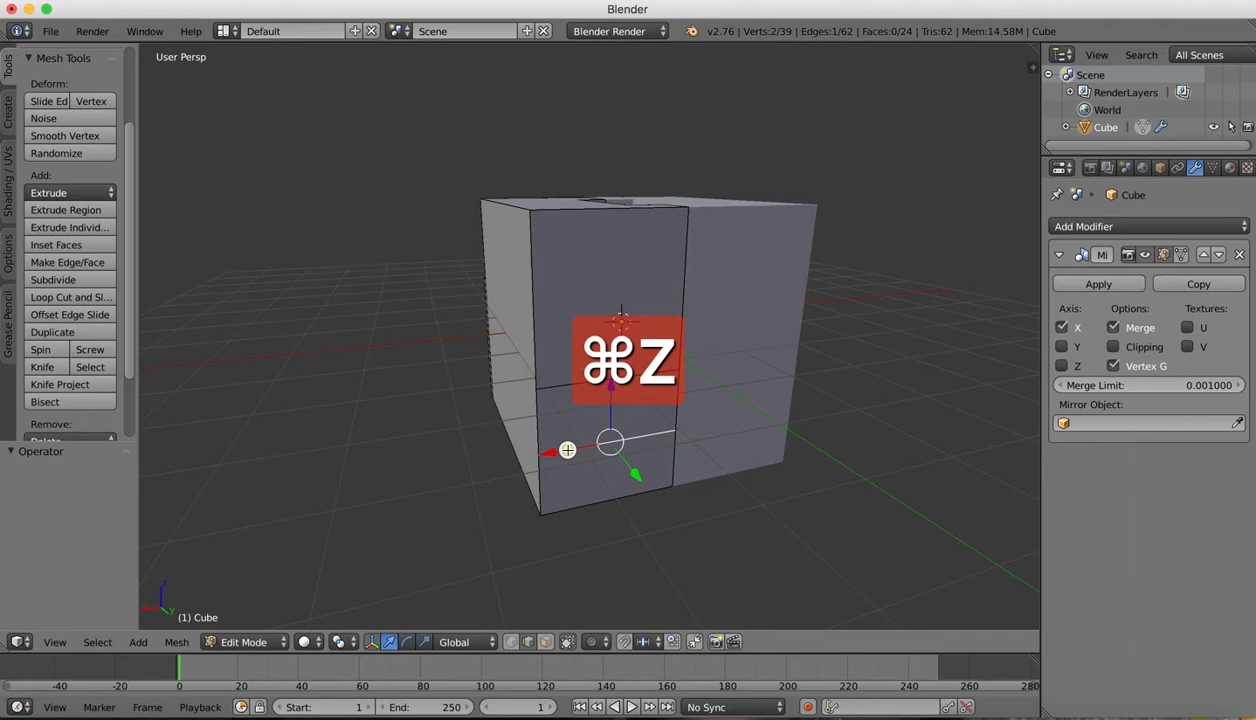 Blender
File Render Window Help Default Scene Blender Render v2.76 | Verts:2/39 | Edges:1/62 | Faces:0/24 | Tris:62 | Mem:14.58M | Cube
Tools
Create
Shading / UVs
Options
Grease Pencil
Mesh Tools
Deform:
Slide Ed Vertex
Noise
Smooth Vertex
Randomize
Add:
Extrude
Extrude Region
Extrude Individ...
Inset Faces
Make Edge/Face
Subdivide
Loop Cut and Sl...
Offset Edge Slide
Duplicate
Spin Screw
Knife Select
Knife Project
Bisect
Remove:
Delete
Operator
User Persp
⌘Z
z
y
(1) Cube
View Search All Scenes
Scene
RenderLayers |
World
Cube |
Cube
Add Modifier
Mi
Apply Copy
Axis: Options: Textures:
X Merge U
Y Clipping V
Z Vertex G
Merge Limit: 0.001000
Mirror Object:
View Select Add Mesh Edit Mode Global
-40 -20 0 20 40 60 80 100 120 140 160 180 200 220 240 260 280
View Marker Frame Playback Start: 1 End: 250 1 No Sync